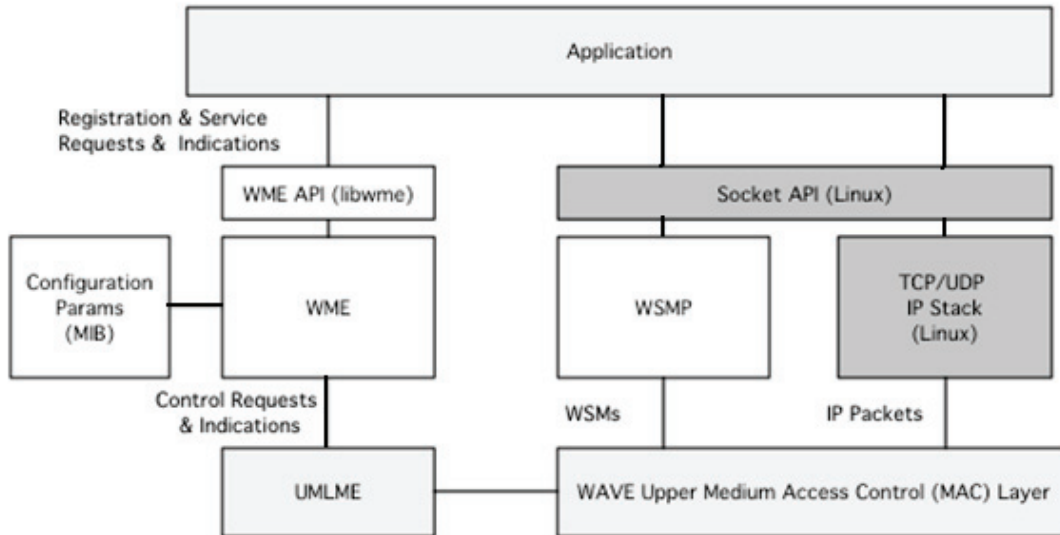 Application
Registration & Service
Requests & Indications
WME API (libwme)
Socket API (Linux)
Configuration
Params
(MIB)
WME
WSMP
TCP/UDP
IP Stack
(Linux)
Control Requests
& Indications
WSMs
IP Packets
UMLME
WAVE Upper Medium Access Control (MAC) Layer